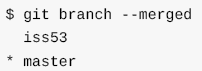 $ git branch --merged
  iss53
* master